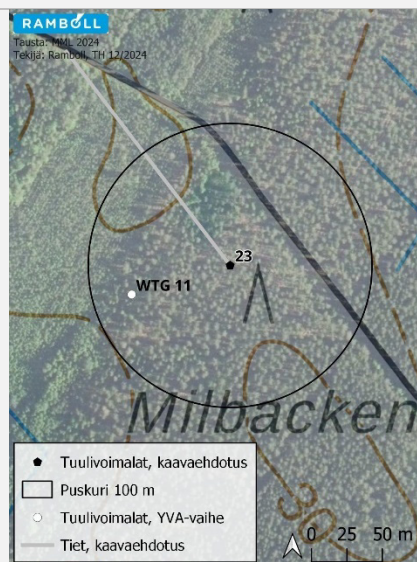 RAMBOLL
Tausta: MML 2024
Tekijä: Ramboll, TH 12/2024
23
WTG 11
Milbacken
30
Tuulivoimalat, kaavaehdotus
Puskuri 100 m
Tuulivoimalat, YVA-vaihe
Tiet, kaavaehdotus
0 25 50 m